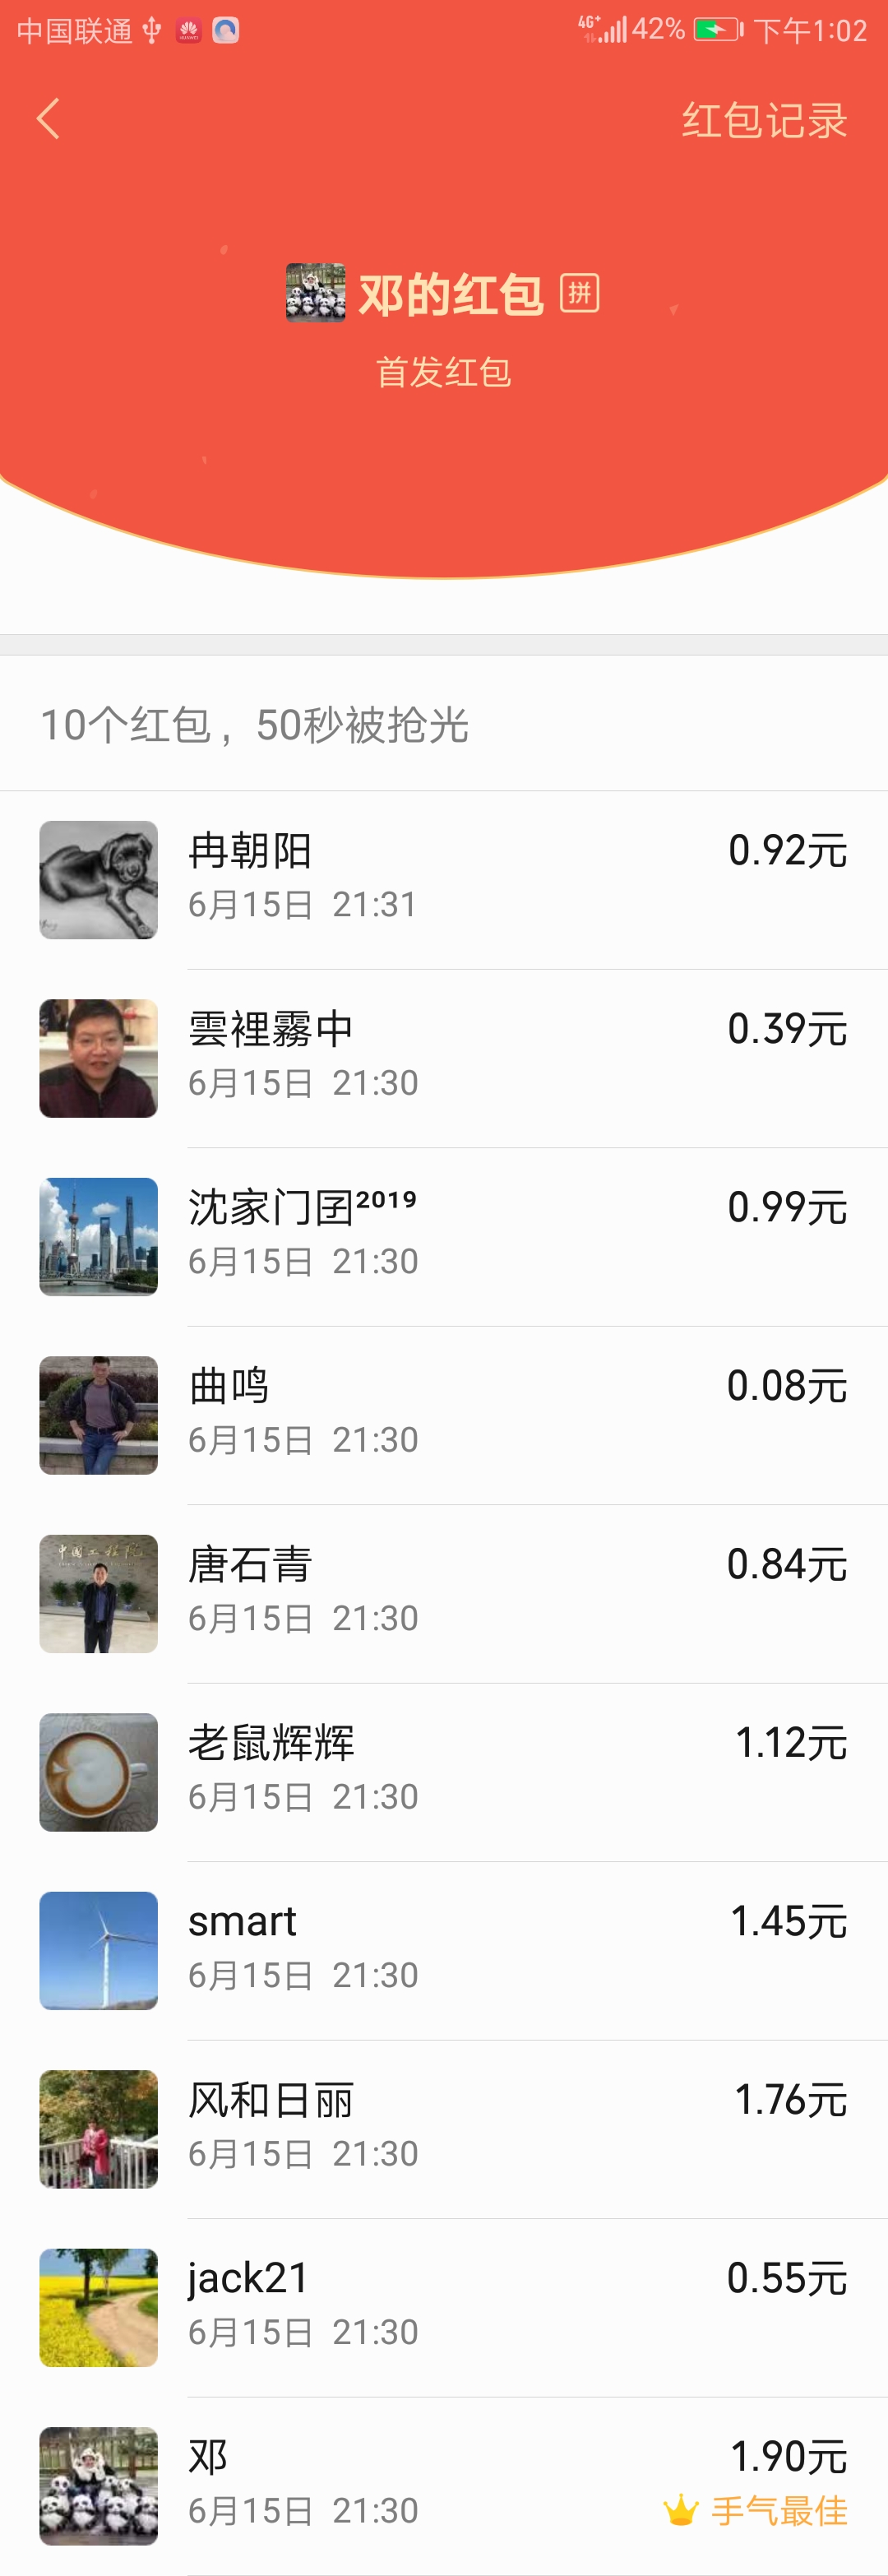 中国联通 4G+ 42% 下午1:02
红包记录
邓的红包 拼
首发红包
10个红包，50秒被抢光
冉朝阳 0.92元
6月15日 21:31
雲裡霧中 0.39元
6月15日 21:30
沈家门囝²⁰¹⁹ 0.99元
6月15日 21:30
曲鸣 0.08元
6月15日 21:30
中国工程院
唐石青 0.84元
6月15日 21:30
老鼠辉辉 1.12元
6月15日 21:30
smart 1.45元
6月15日 21:30
风和日丽 1.76元
6月15日 21:30
jack21 0.55元
6月15日 21:30
邓 1.90元
6月15日 21:30 手气最佳